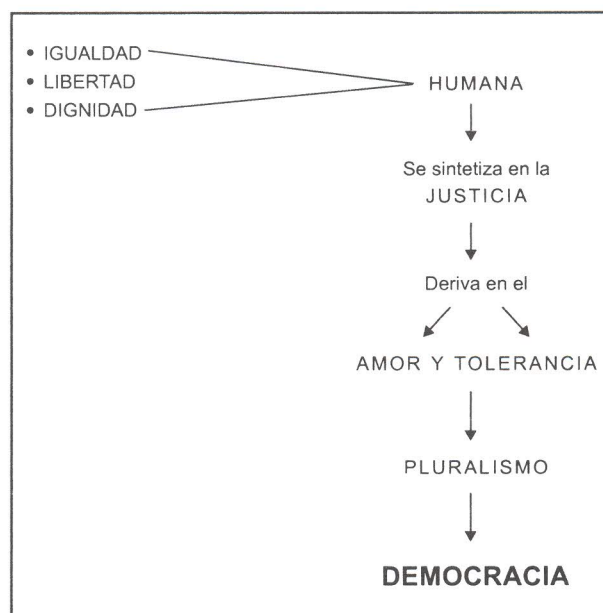 • IGUALDAD
• LIBERTAD
• DIGNIDAD
HUMANA
Se sintetiza en la
JUSTICIA
Deriva en el
AMOR Y TOLERANCIA
PLURALISMO
DEMOCRACIA